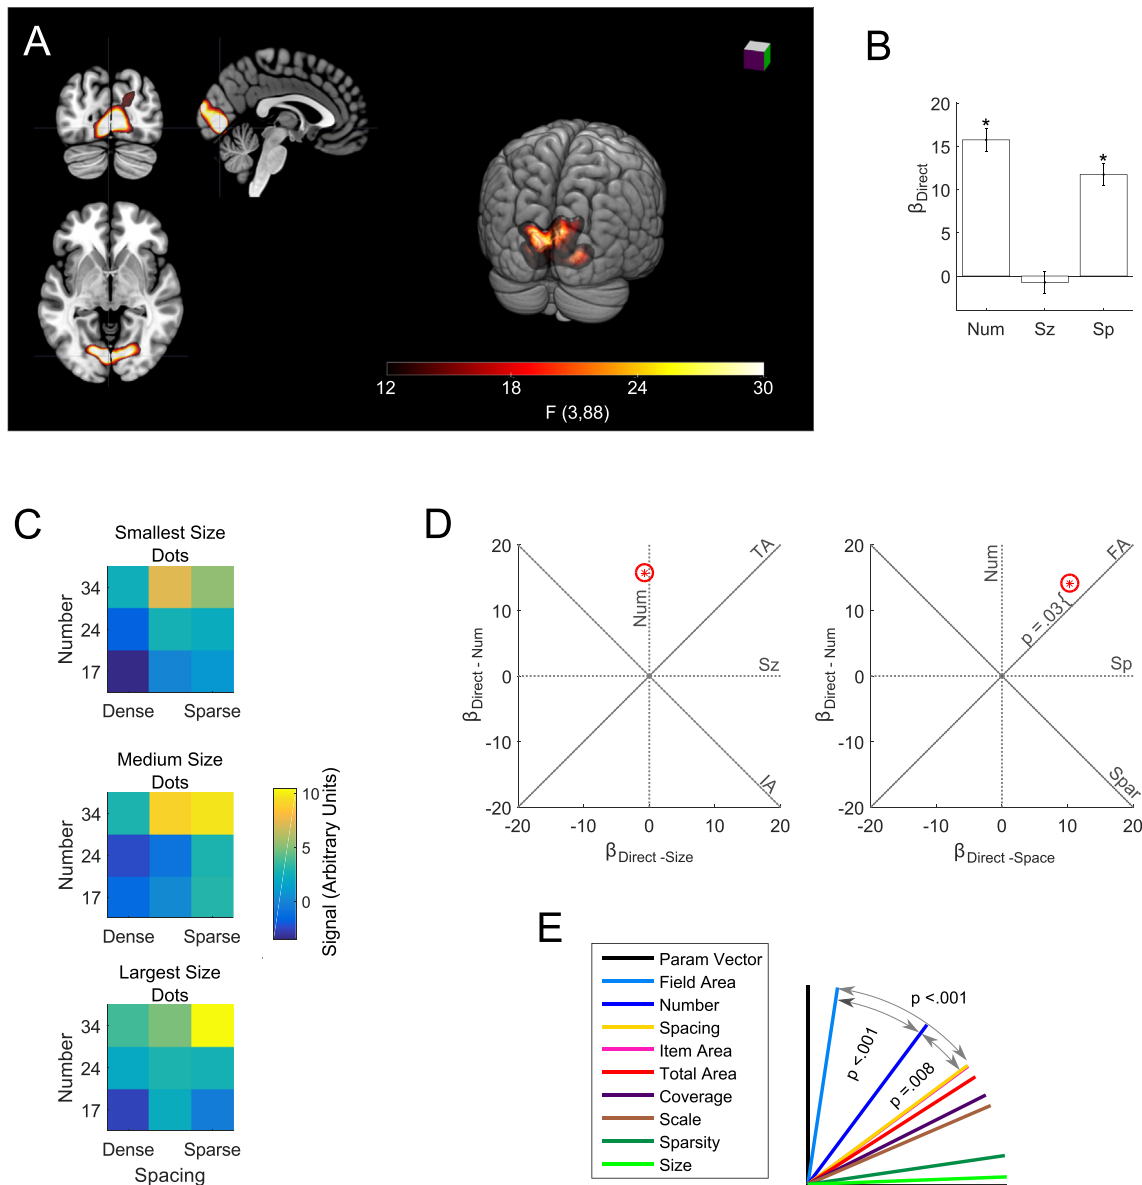 A
12 18 24 30
F (3,88)
B
20
15
10
5
0
βDirect
* *
Num Sz Sp
C
Smallest Size
Dots
Number
34
24
17
Dense Sparse
Medium Size
Dots
Number
34
24
17
Dense Sparse
10
5
0
Signal (Arbitrary Units)
Largest Size
Dots
Number
34
24
17
Dense Sparse
Spacing
D
20
10
0
-10
-20
βDirect - Num
Num
TA
Sz
IA
-20 -10 0 10 20
βDirect -Size
20
10
0
-10
-20
βDirect - Num
Num
FA
p =.03{
Sp
Spar
-20 -10 0 10 20
βDirect -Space
E
Param Vector
Field Area
Number
Spacing
Item Area
Total Area
Coverage
Scale
Sparsity
Size
p <.001
p <.001
p =.008